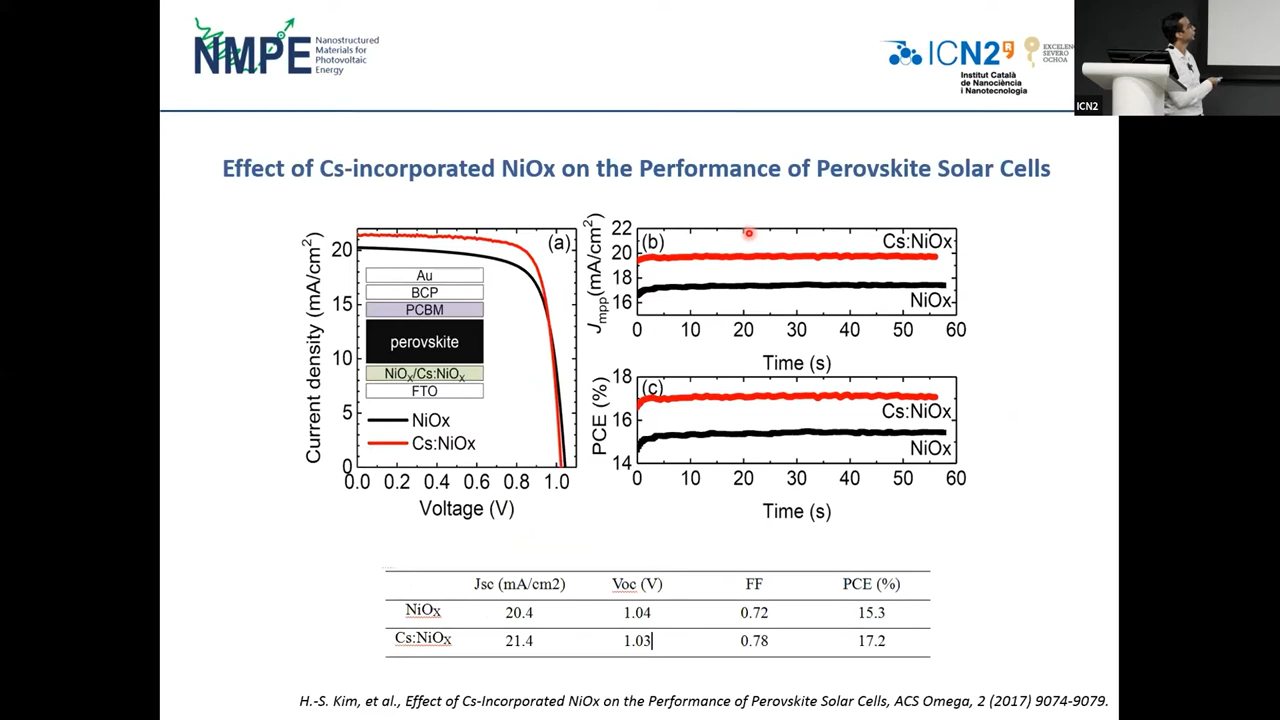 NMPE
Nanostructured
Materials for
Photovoltaic
Energy
ICN2
Institut Català
de Nanociència
i Nanotecnologia
SEVERO
OCHOA
ICN2
Effect of Cs-incorporated NiOx on the Performance of Perovskite Solar Cells
(a)
Current density (mA/cm2)
20
15
10
5
0
Au
BCP
PCBM
perovskite
NiOX/Cs:NiOX
FTO
NiOx
Cs:NiOx
0.0 0.2 0.4 0.6 0.8 1.0
Voltage (V)
(b)
Jmpp(mA/cm2)
22
20
18
16
Cs:NiOx
NiOx
0 10 20 30 40 50 60
Time (s)
(c)
PCE (%)
18
16
14
Cs:NiOx
NiOx
0 10 20 30 40 50 60
Time (s)
Jsc (mA/cm2) Voc (V) FF PCE (%)
NiOx 20.4 1.04 0.72 15.3
Cs:NiOx 21.4 1.03 0.78 17.2
H.-S. Kim, et al., Effect of Cs-Incorporated NiOx on the Performance of Perovskite Solar Cells, ACS Omega, 2 (2017) 9074-9079.